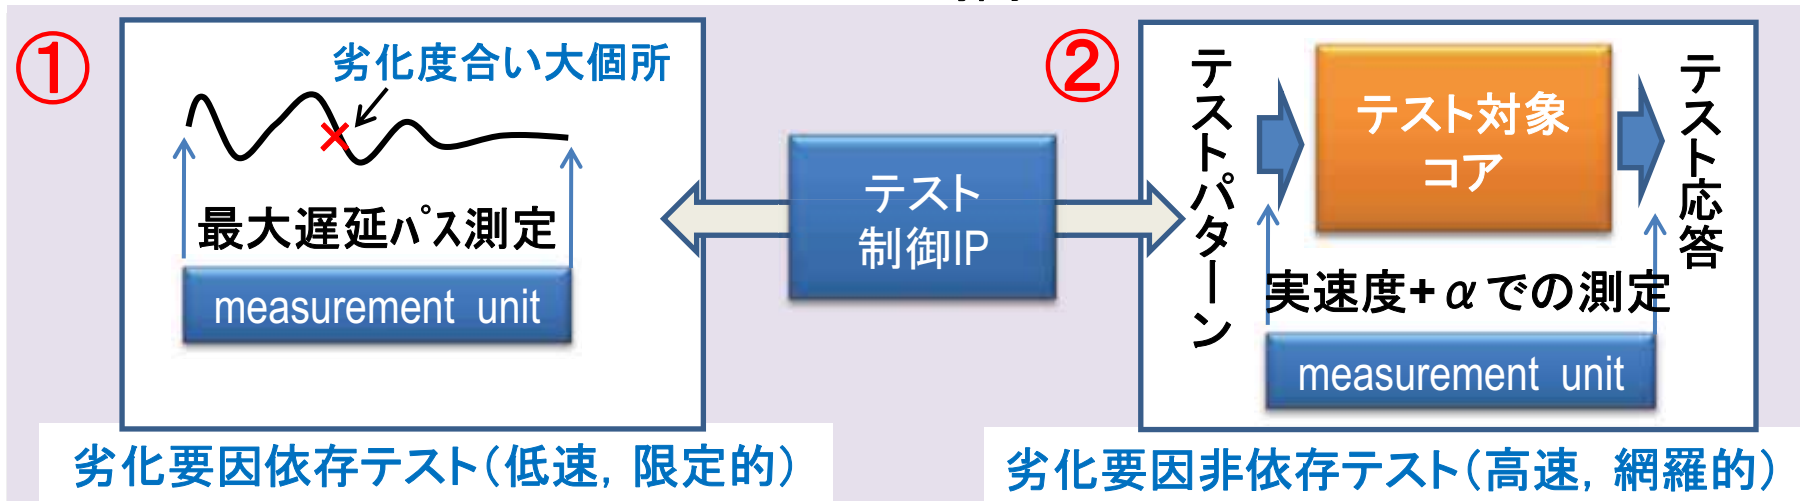 ①
劣化度合い大個所
最大遅延パス測定
measurement unit
劣化要因依存テスト(低速, 限定的)
テスト
制御IP
②
テストパターン
テスト対象
コア
テスト応答
実速度+αでの測定
measurement unit
劣化要因非依存テスト(高速, 網羅的)